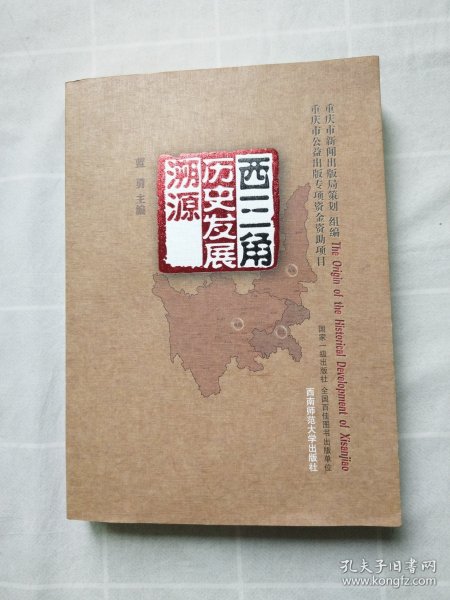 重庆市新闻出版局策划 组编
重庆市公益出版专项资金资助项目
The Origin of the Historical Development of Xisanjiao
西三角
历史发展
溯源
蓝勇 主编
国家一级出版社 全国百佳图书出版单位
西南师范大学出版社
孔夫子旧书网
www.kongfz.com